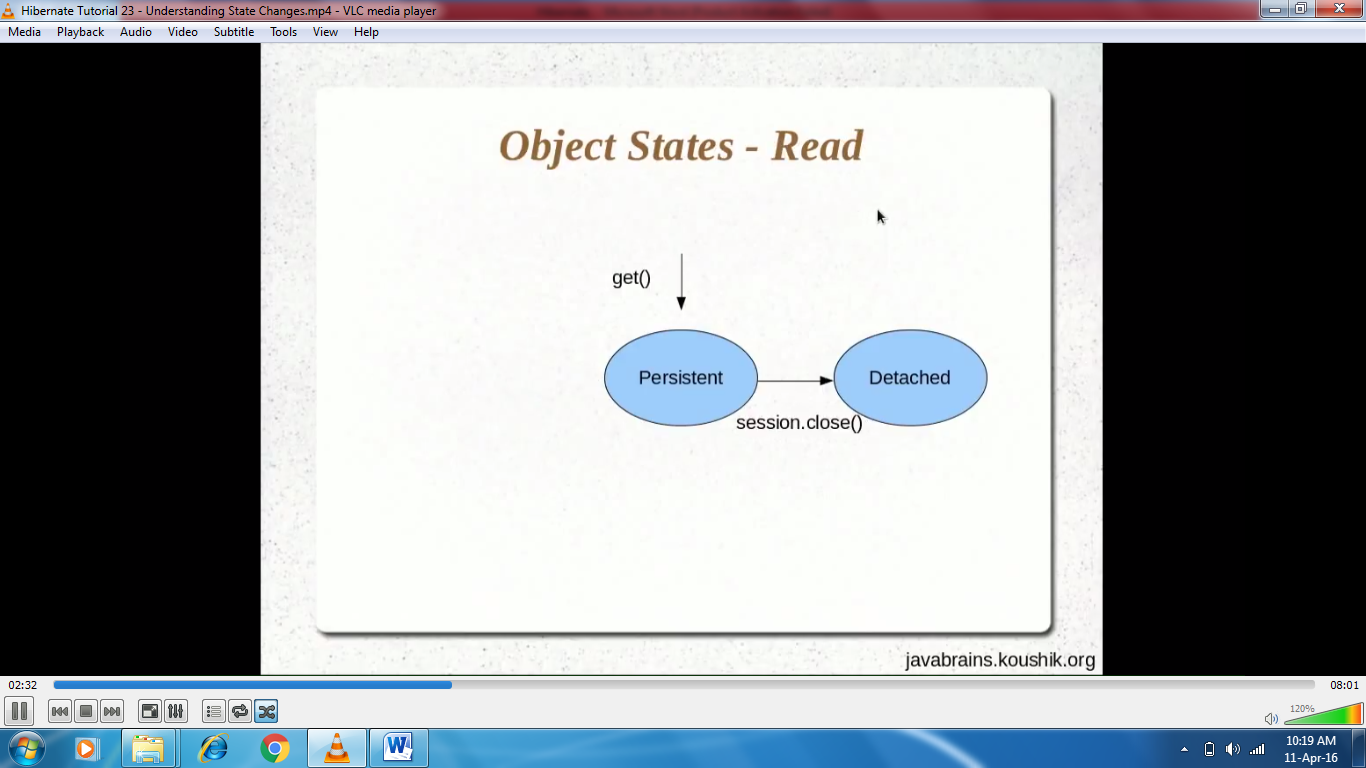 Hibernate Tutorial 23 - Understanding State Changes.mp4 - VLC media player
Media Playback Audio Video Subtitle Tools View Help
Object States - Read
get()
Persistent
Detached
session.close()
javabrains.koushik.org
02:32
08:01
120%
10:19 AM
11-Apr-16